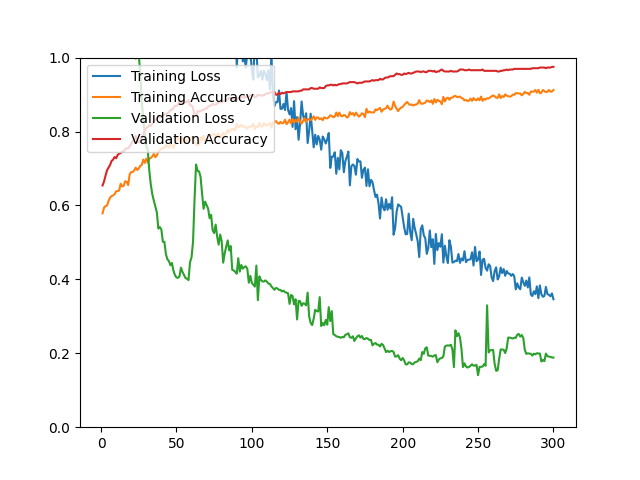 1.0
0.8
0.6
0.4
0.2
0.0
Training Loss
Training Accuracy
Validation Loss
Validation Accuracy
0 50 100 150 200 250 300